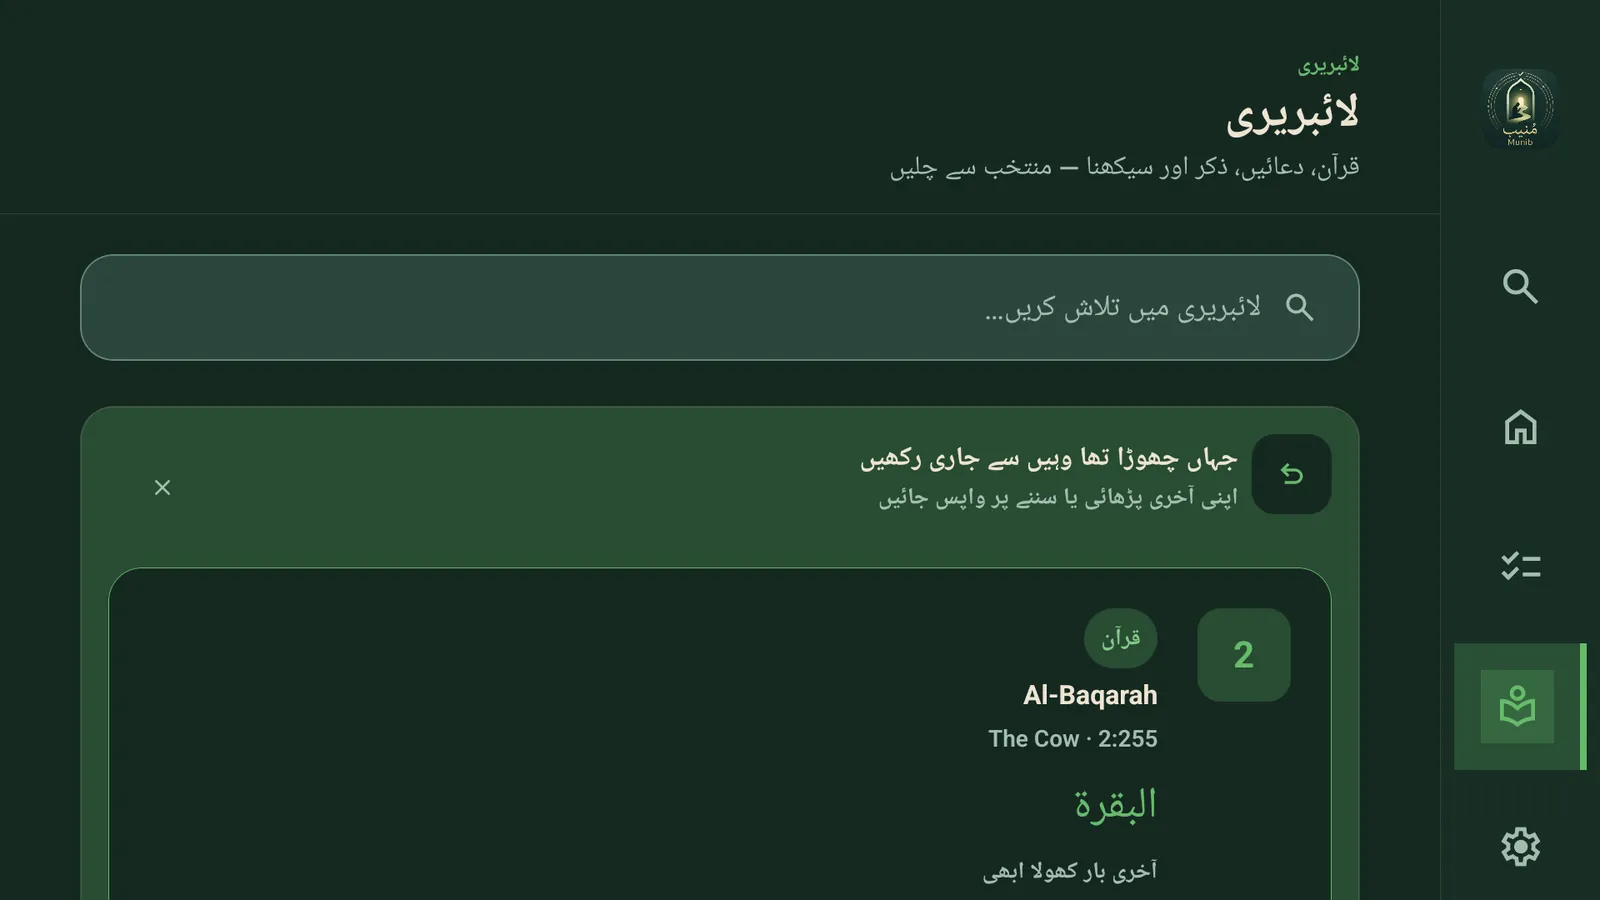 لائبریری
لائبریری
قرآن، دعائیں، ذکر اور سیکھنا — منتخب سے چلیں
مُنيب
Munib
لائبریری میں تلاش کریں...
جہاں چھوڑا تھا وہیں سے جاری رکھیں
اپنی آخری پڑھائی یا سننے پر واپس جائیں
2
قرآن
Al-Baqarah
The Cow · 2:255
البقرة
آخری بار کھولا ابھی